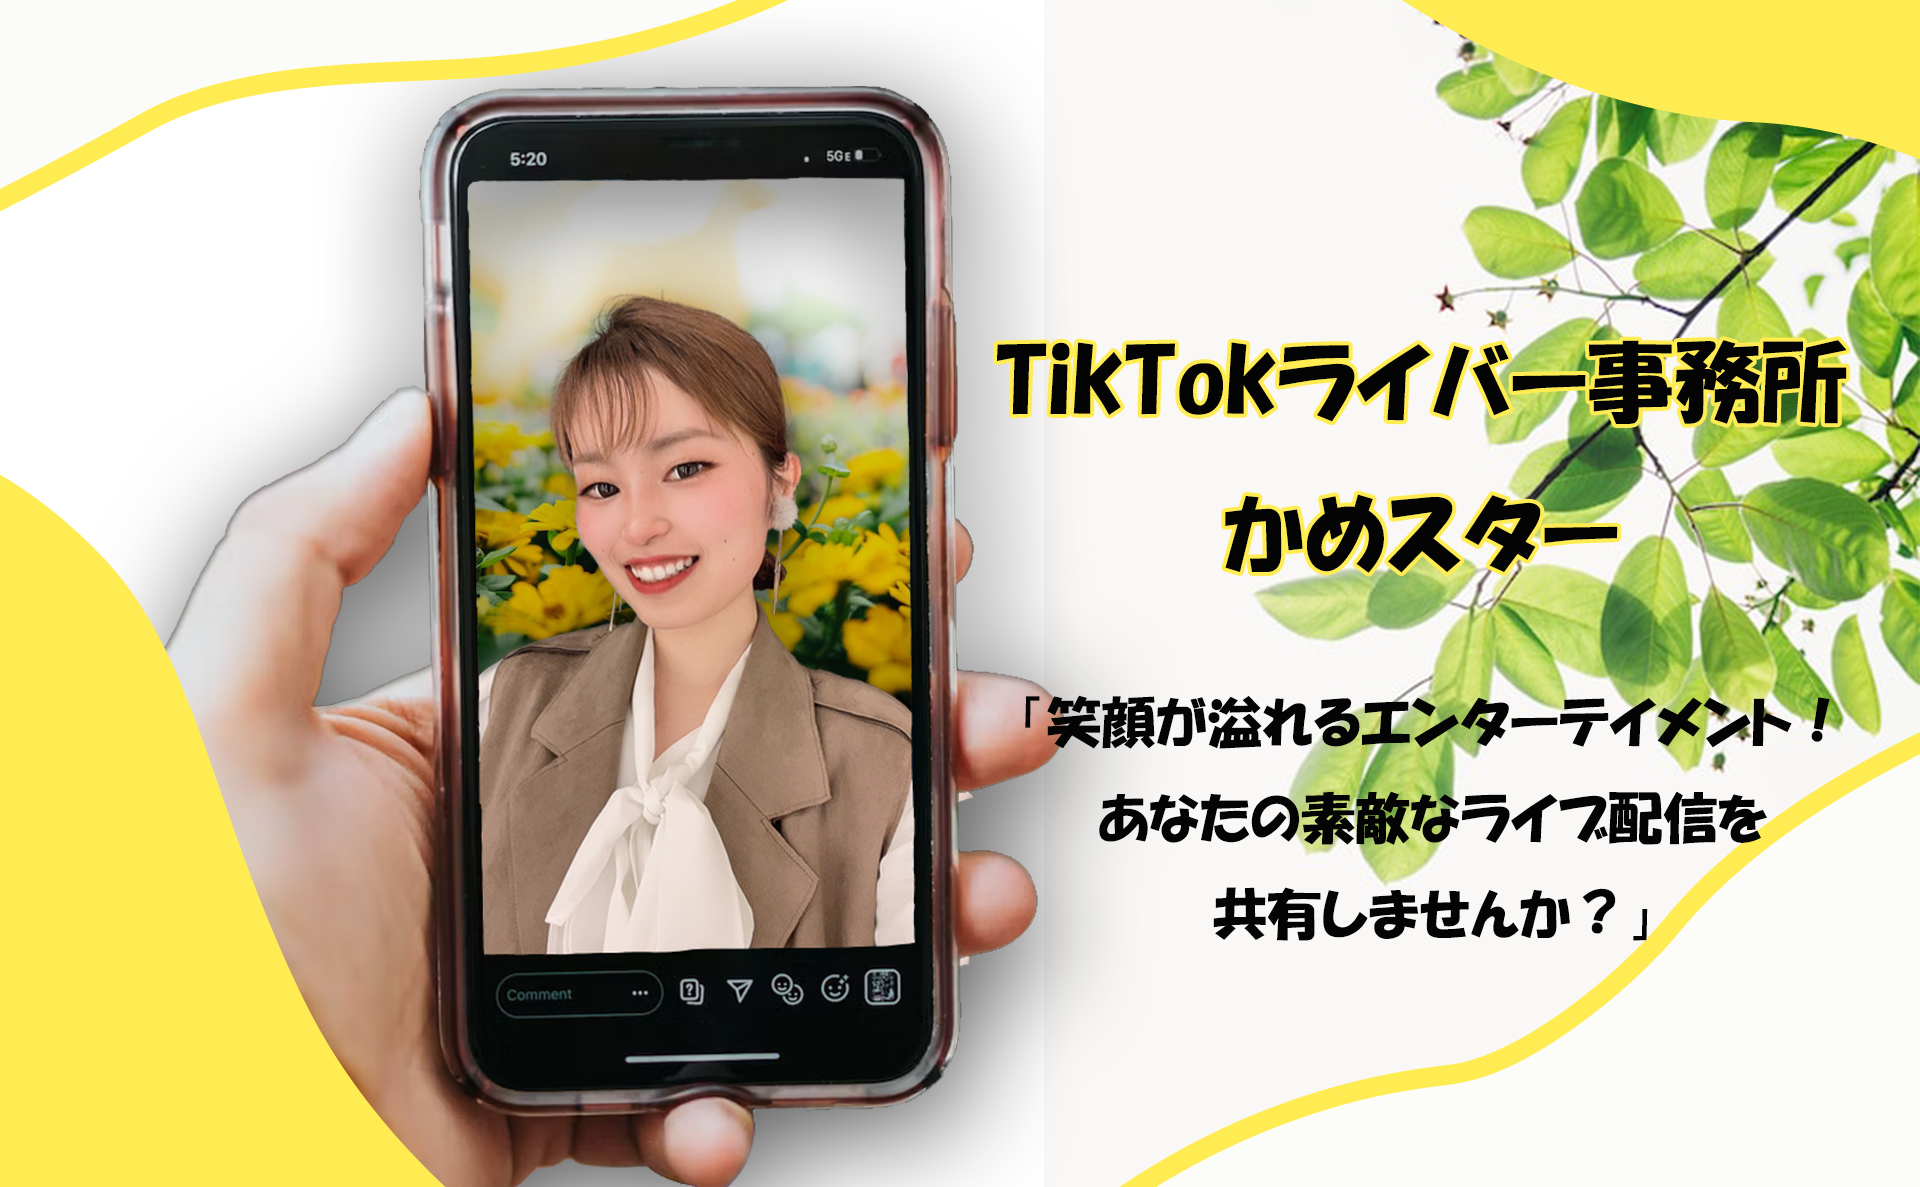 5:20
5GE
TikTokライバー事務所
かめスター
「笑顔が溢れるエンターテイメント！
あなたの素敵なライブ配信を
共有しませんか？」
Comment